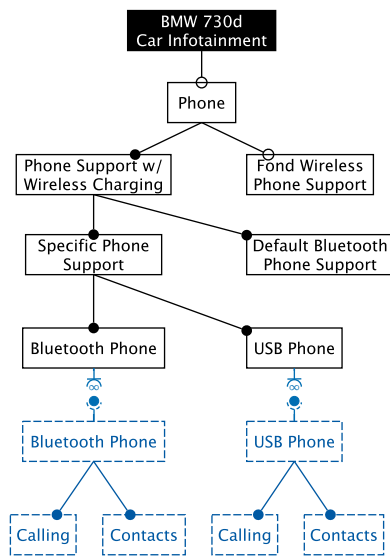 BMW 730d
Car Infotainment
Phone
Phone Support w/
Wireless Charging
Fond Wireless
Phone Support
Specific Phone
Support
Default Bluetooth
Phone Support
Bluetooth Phone
USB Phone
∞
∞
Bluetooth Phone
USB Phone
Calling
Contacts
Calling
Contacts